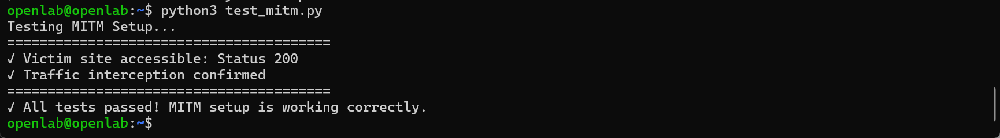 openlab@openlab:~$ python3 test_mitm.py
Testing MITM Setup...
========================================
✓ Victim site accessible: Status 200
✓ Traffic interception confirmed
========================================
✓ All tests passed! MITM setup is working correctly.
openlab@openlab:~$